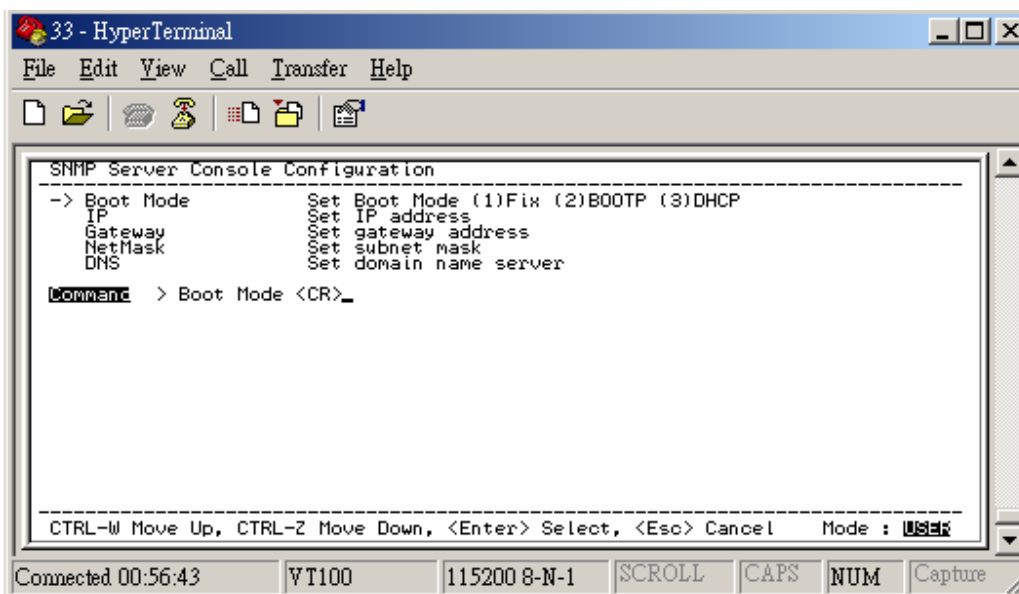 33 - HyperTerminal
File Edit View Call Transfer Help
SNMP Server Console Configuration
-> Boot Mode Set Boot Mode (1)Fix (2)BOOTP (3)DHCP
IP Set IP address
Gateway Set gateway address
NetMask Set subnet mask
DNS Set domain name server
Command > Boot Mode <CR>_
CTRL-W Move Up, CTRL-Z Move Down, <Enter> Select, <Esc> Cancel Mode : USER
Connected 00:56:43 VT100 115200 8-N-1 SCROLL CAPS NUM Capture